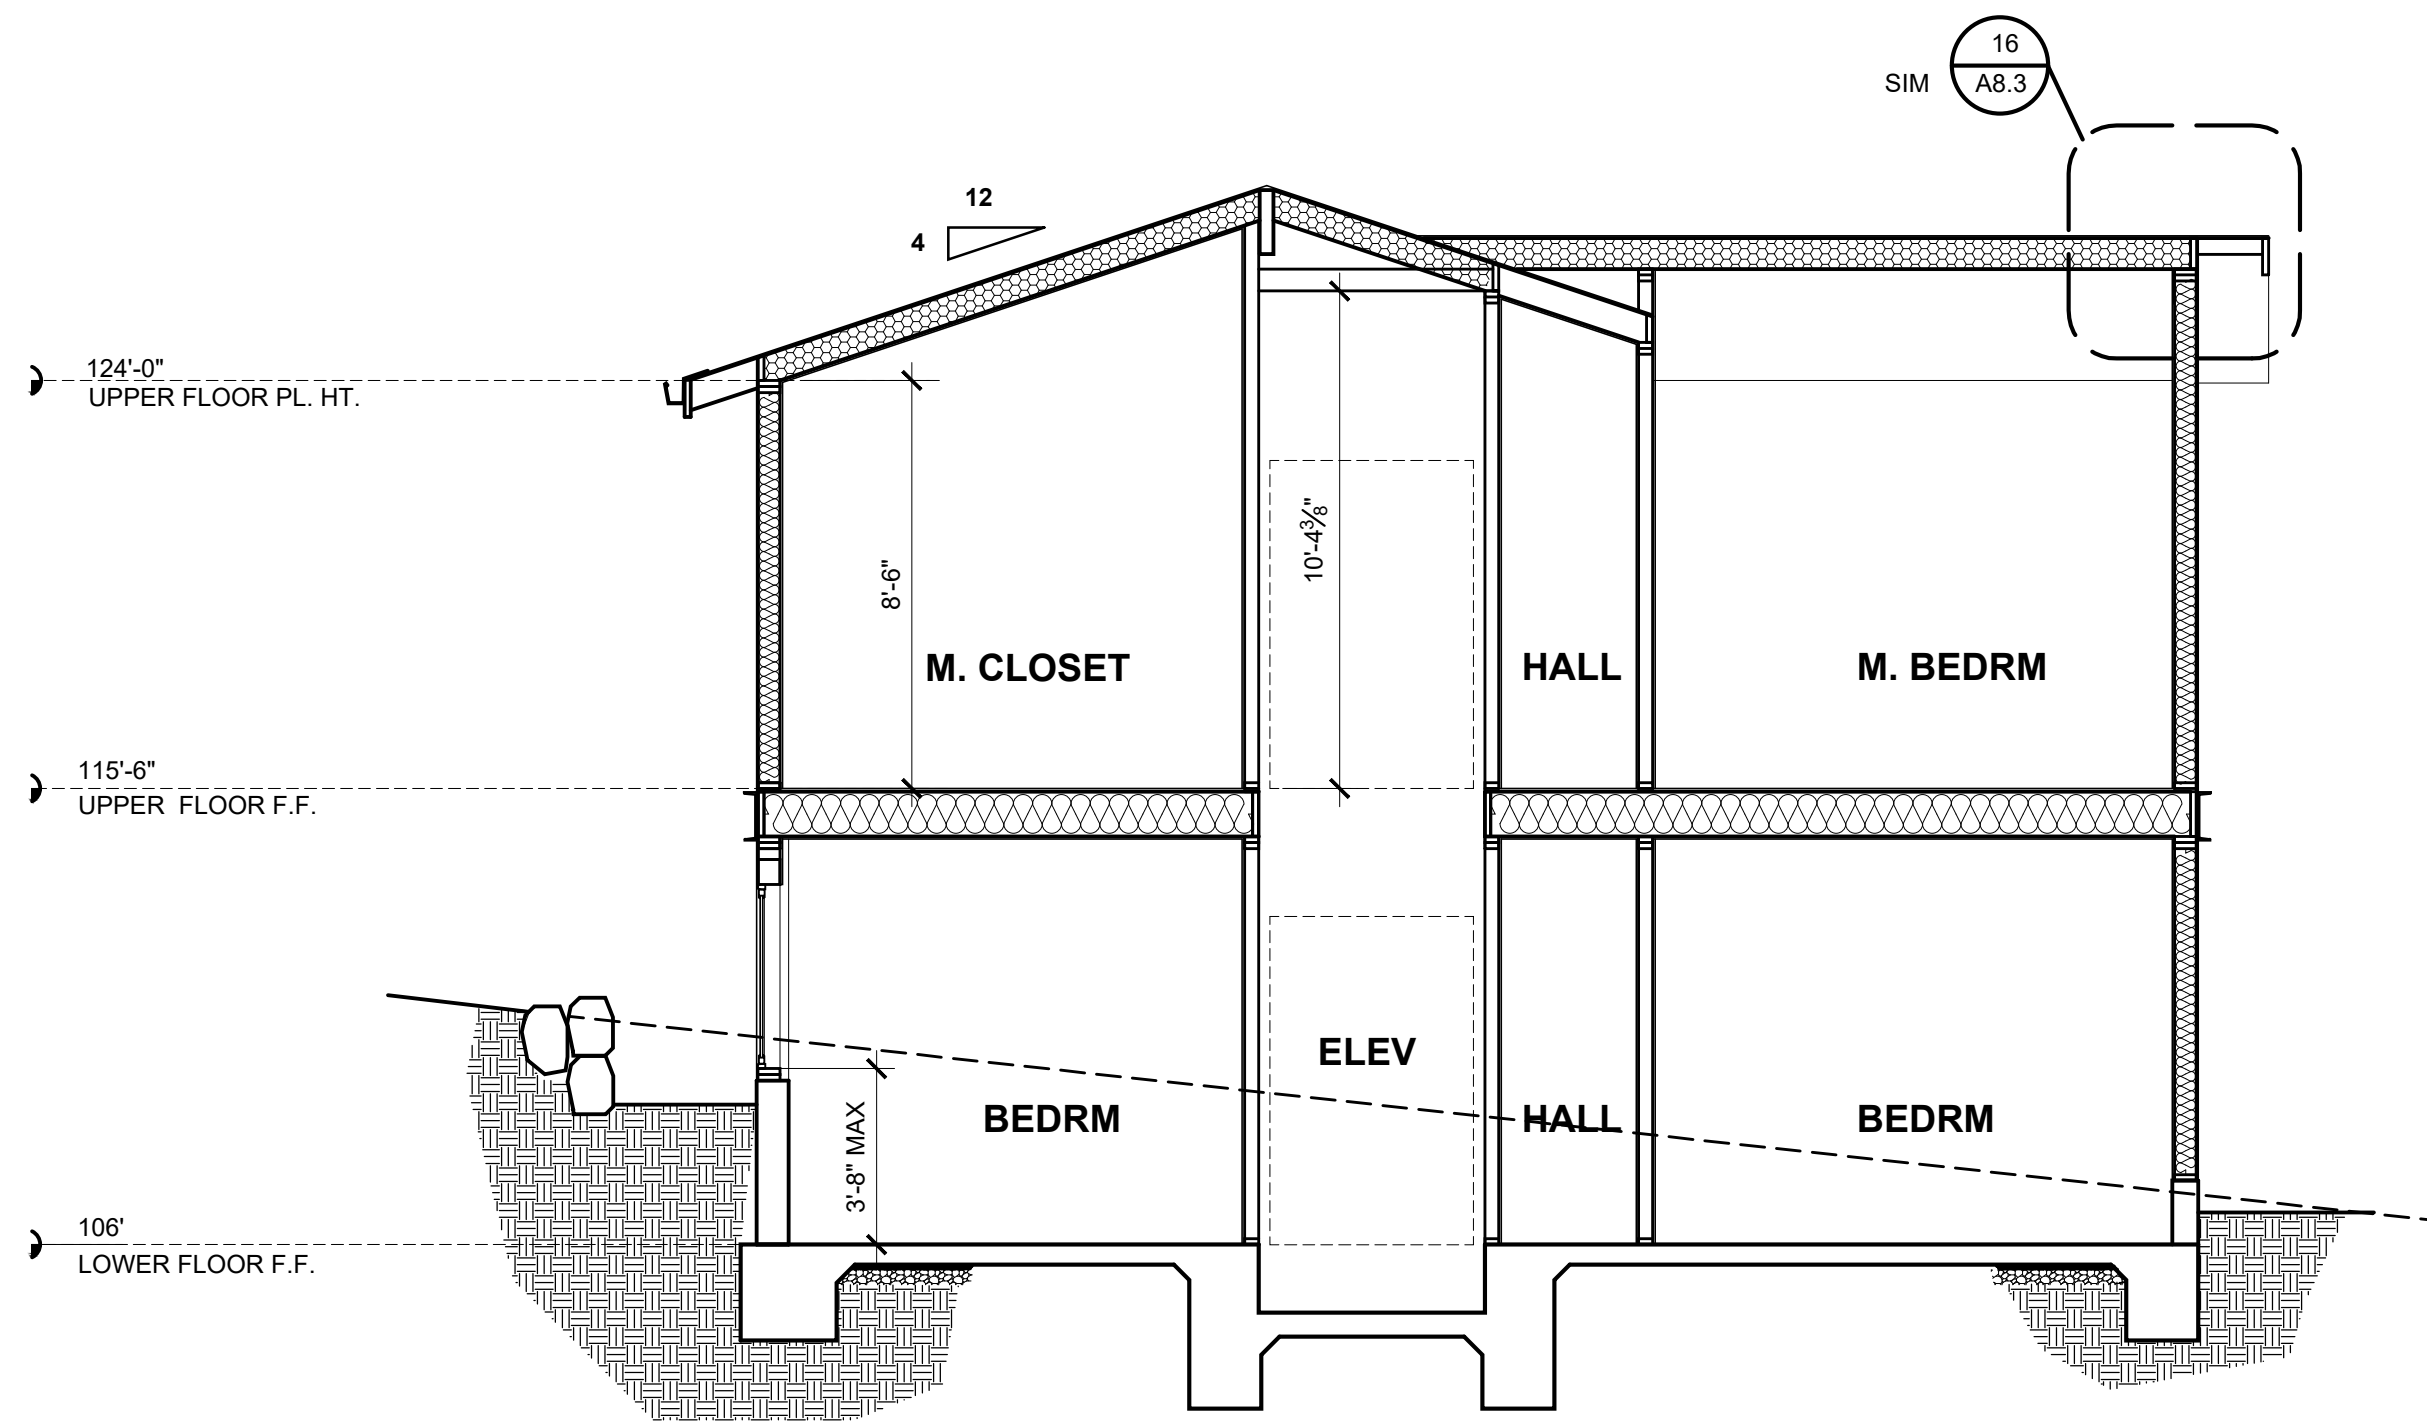 16
SIM
A8.3
12
4
124'-0"
UPPER FLOOR PL. HT.
8'-6"
10'-4⅜"
M. CLOSET
HALL
M. BEDRM
115'-6"
UPPER FLOOR F.F.
ELEV
BEDRM
HALL
BEDRM
3'-8" MAX
106'
LOWER FLOOR F.F.